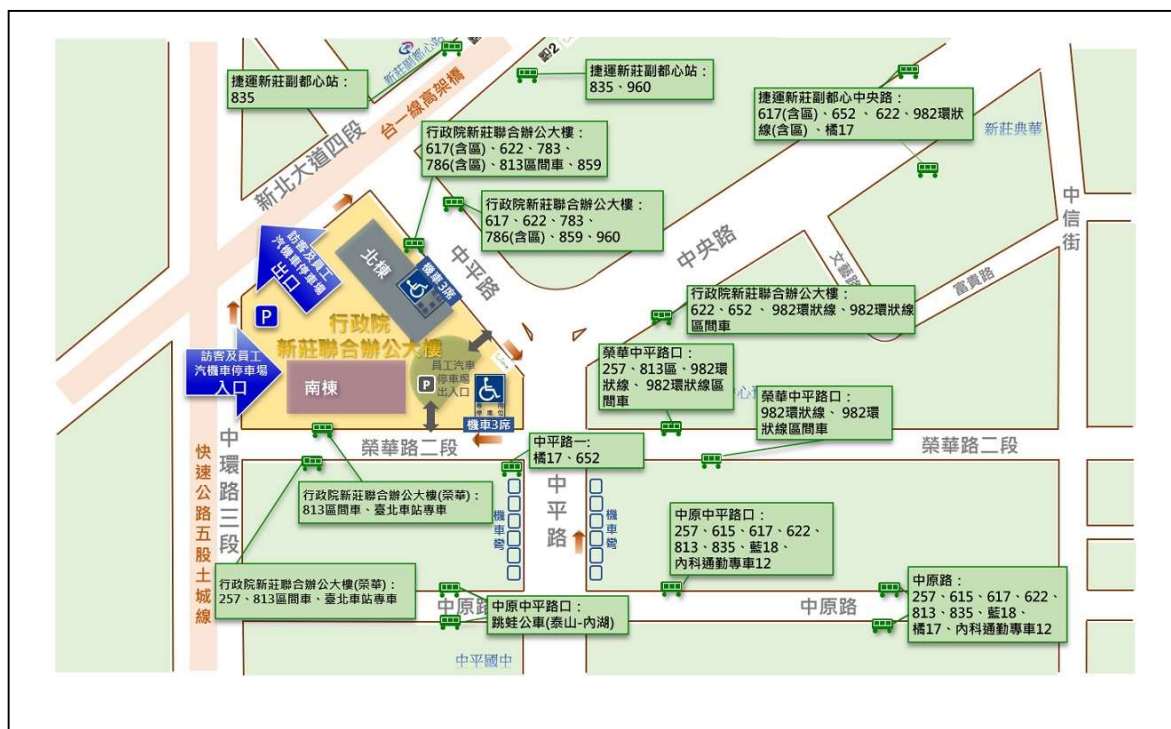 新莊副都心站
捷運新莊副都心站：
835
台一線高架橋
新北大道四段
捷運新莊副都心站：
835、960
捷運新莊副都心中央路：
617(含區)、652、622、982環狀
線(含區)、橘17
新莊典華
行政院新莊聯合辦公大樓：
617(含區)、622、783、
786(含區)、813區間車、859
行政院新莊聯合辦公大樓：
617、622、783、
786(含區)、859、960
中信街
中央路
中平路
文藝路
富貴路
訪客及員工
汽機車停車場
出口
北棟
機車3席
P
行政院
新莊聯合辦公大樓
訪客及員工
汽機車停車場
入口
南棟
員工汽車
停車場
出入口
P
機車3席
行政院新莊聯合辦公大樓：
622、652、982環狀線、982環狀線
區間車
榮華中平路口：
257、813區、982環
狀線、982環狀線區
間車
榮華中平路口：
982環狀線、982環
狀線區間車
榮華路二段
榮華路二段
中平路一：
橘17、652
中環路三段
快速公路五股土城線
行政院新莊聯合辦公大樓(榮華)：
813區間車、臺北車站專車
機車彎
中平路
機車彎
中原中平路口：
257、615、617、622、
813、835、藍18、
內科通勤專車12
行政院新莊聯合辦公大樓(榮華)：
257、813區間車、臺北車站專車
中原路
中原中平路口：
跳蛙公車(泰山-內湖)
中原路
中原路：
257、615、617、622、
813、835、藍18、
橘17、內科通勤專車12
中平國中